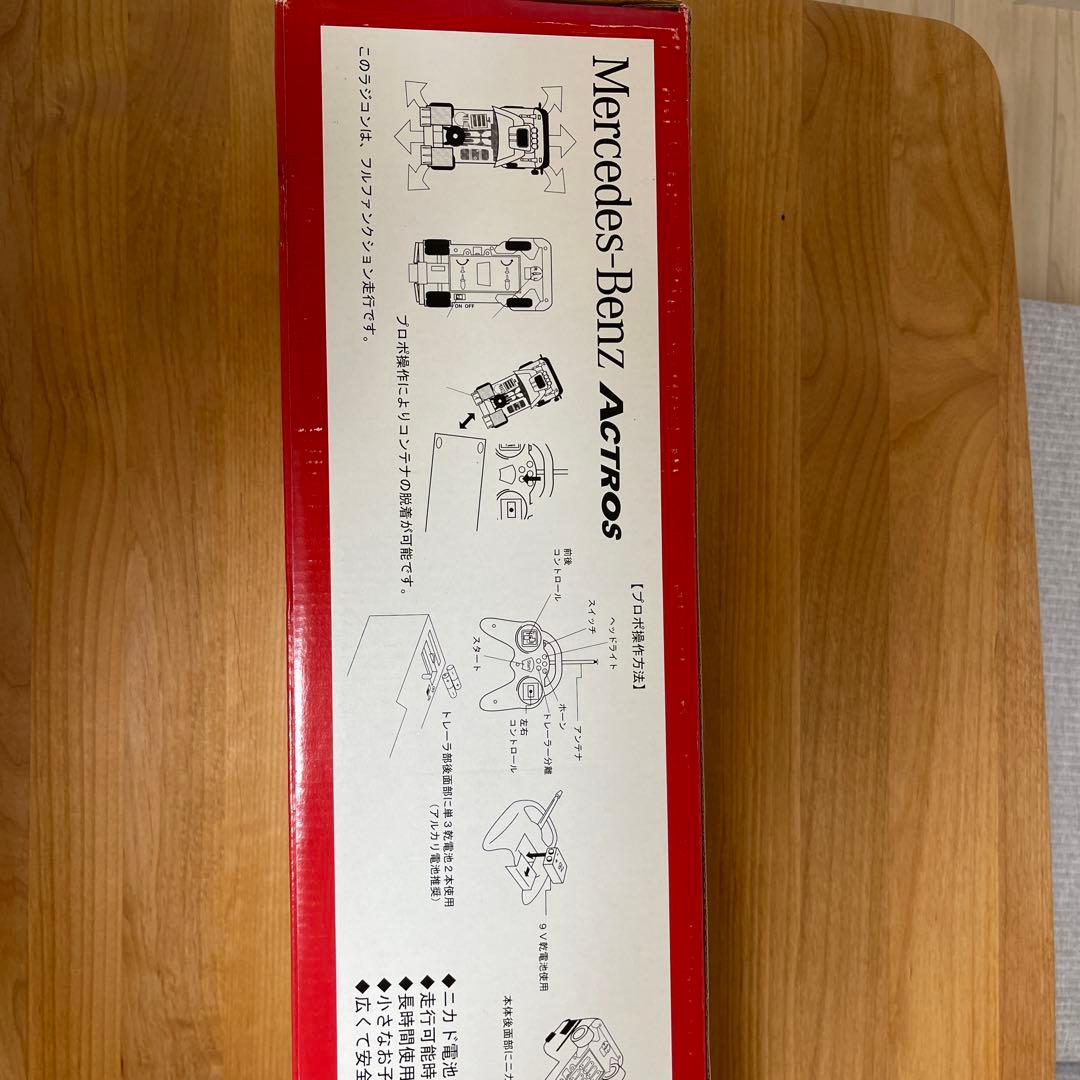 Mercedes-Benz ACTROS
このラジコンは、フルファンクション走行です。
ON OFF
プロポ操作によりコンテナの脱着が可能です。
【プロポ操作方法】
前後
コントロール
スイッチ
ヘッドライト
スタート
アンテナ
ホーン
トレーラー分離
左右
コントロール
トレーラ部後面部に単3乾電池2本使用
(アルカリ電池推奨)
9V乾電池使用
本体後面部にニカ
◆ニカド電池
◆走行可能時
◆長時間使用
◆小さなお子
◆広くて安全